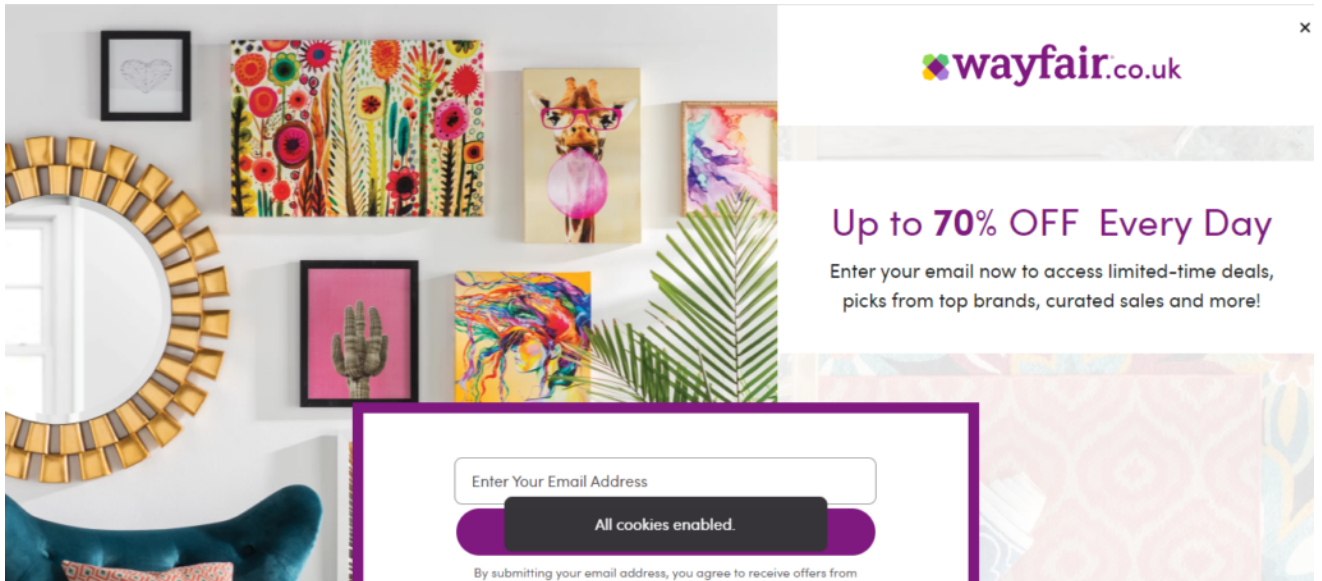 ×
wayfair.co.uk
Up to 70% OFF Every Day
Enter your email now to access limited-time deals,
picks from top brands, curated sales and more!
Enter Your Email Address
All cookies enabled.
By submitting your email address, you agree to receive offers from